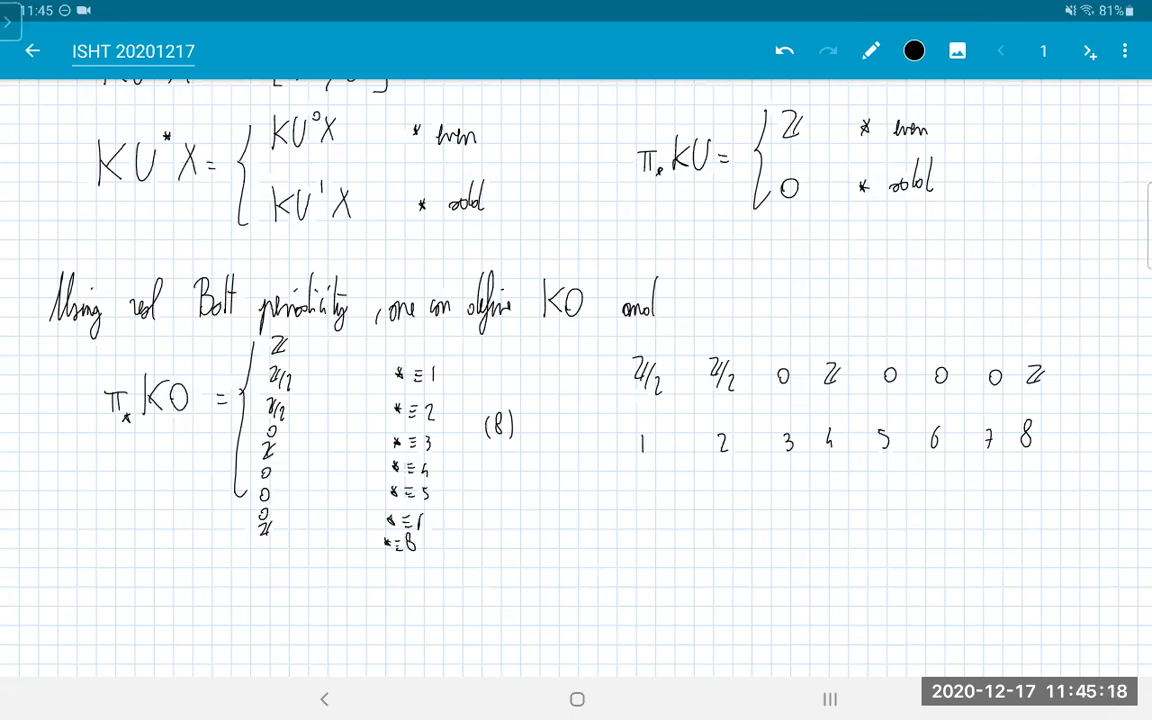 11:45 81%
ISHT 20201217 1
KU*X = { KU⁰X * even
KU¹X * odd
π*KU = { ℤ * even
0 * odd
Using real Bott periodicity, one can define KO and
π*KO = { ℤ
ℤ/2 * ≡ 1
ℤ/2 * ≡ 2 (8)
0 * ≡ 3
ℤ * ≡ 4
0 * ≡ 5
0 * ≡ 6
0
ℤ * ≡ 8
ℤ/2 ℤ/2 0 ℤ 0 0 0 ℤ
1 2 3 4 5 6 7 8
2020-12-17 11:45:18